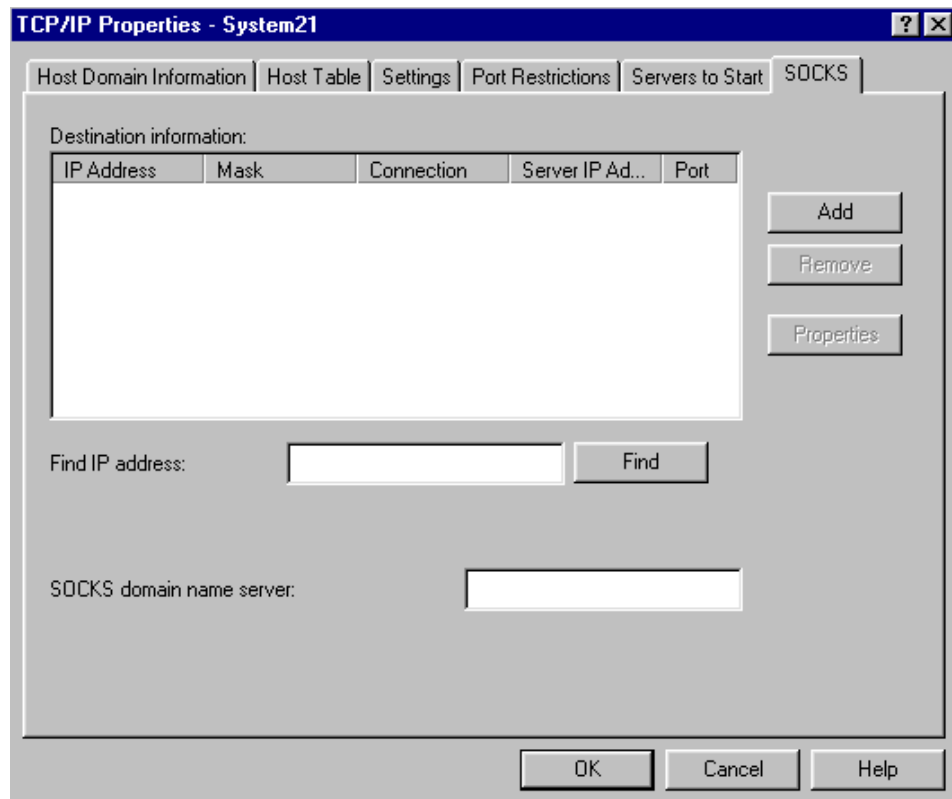 TCP/IP Properties - System21
Host Domain Information Host Table Settings Port Restrictions Servers to Start SOCKS
Destination information:
IP Address Mask Connection Server IP Ad... Port
Add
Remove
Properties
Find IP address: Find
SOCKS domain name server:
OK Cancel Help